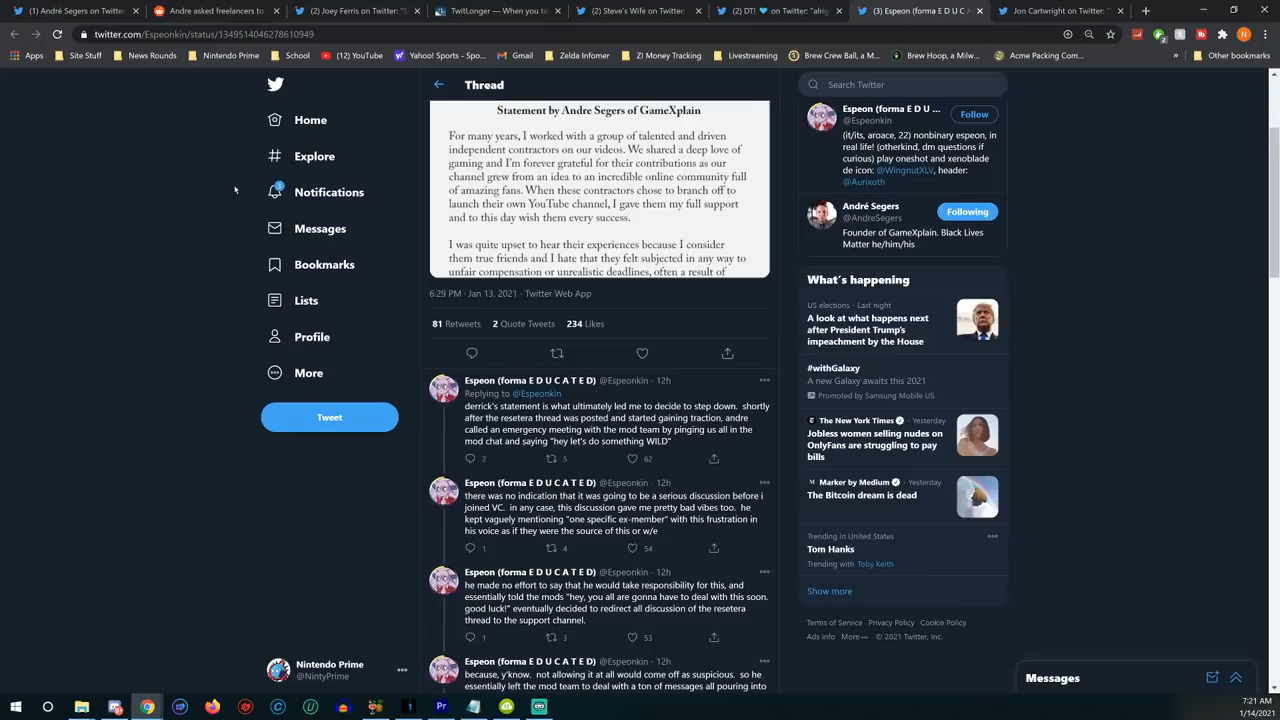 (3) André Segers on Twitter: "
Andre asked freelancers to
(2) Joey Ferris on Twitter: "S
TwitLonger — When you ta
(2) Steve's Wife on Twitter:
(2) DT! on Twitter: "alrig
(3) Espeon (forma E D U C A
Jon Cartwright on Twitter: "
twitter.com/Espeonkin/status/1349514046278610949
Apps
Site Stuff
News Rounds
Nintendo Prime
School
(12) YouTube
Yahoo! Sports - Spo...
Gmail
Zelda Infomer
ZI Money Tracking
Livestreaming
Brew Crew Ball, a M...
Brew Hoop, a Milw...
Acme Packing Com...
»
Other bookmarks
Home
Explore
1
Notifications
Messages
Bookmarks
Lists
Profile
More
Tweet
Nintendo Prime
@NintyPrime
Thread
Statement by Andre Segers of GameXplain
For many years, I worked with a group of talented and driven
independent contractors on our videos. We shared a deep love of
gaming and I'm forever grateful for their contributions as our
channel grew from an idea to an incredible online community full
of amazing fans. When these contractors chose to branch off to
launch their own YouTube channel, I gave them my full support
and to this day wish them every success.
I was quite upset to hear their experiences because I consider
them true friends and I hate that they felt subjected in any way to
unfair compensation or unrealistic deadlines, often a result of
6:29 PM · Jan 13, 2021 · Twitter Web App
81 Retweets 2 Quote Tweets 234 Likes
Espeon (forma E D U C A T E D) @Espeonkin · 12h
Replying to @Espeonkin
derrick's statement is what ultimately led me to decide to step down. shortly
after the resetera thread was posted and started gaining traction, andre
called an emergency meeting with the mod team by pinging us all in the
mod chat and saying "hey let's do something WILD"
2 5 62
Espeon (forma E D U C A T E D) @Espeonkin · 12h
there was no indication that it was going to be a serious discussion before i
joined VC. in any case, this discussion gave me pretty bad vibes too. he
kept vaguely mentioning "one specific ex-member" with this frustration in
his voice as if they were the source of this or w/e
1 4 54
Espeon (forma E D U C A T E D) @Espeonkin · 12h
he made no effort to say that he would take responsibility for this, and
essentially told the mods "hey, you all are gonna have to deal with this soon.
good luck!" eventually decided to redirect all discussion of the resetera
thread to the support channel.
1 3 53
Espeon (forma E D U C A T E D) @Espeonkin · 12h
because, y'know. not allowing it at all would come off as suspicious. so he
essentially left the mod team to deal with a ton of messages all pouring into
Search Twitter
Espeon (forma E D U ...
@Espeonkin
Follow
(it/its, aroace, 22) nonbinary espeon, in
real life! (otherkind, dm questions if
curious) play oneshot and xenoblade
de icon: @WingnutXLV, header:
@Aurixoth
André Segers
@AndreSegers
Following
Founder of GameXplain. Black Lives
Matter he/him/his
What's happening
US elections · Last night
A look at what happens next
after President Trump's
impeachment by the House
#withGalaxy
A new Galaxy awaits this 2021
Promoted by Samsung Mobile US
The New York Times · Yesterday
Jobless women selling nudes on
OnlyFans are struggling to pay
bills
Marker by Medium · Yesterday
The Bitcoin dream is dead
Trending in United States
Tom Hanks
Trending with Toby Keith
Show more
Terms of Service Privacy Policy Cookie Policy
Ads info More © 2021 Twitter, Inc.
Messages
7:21 AM
1/14/2021